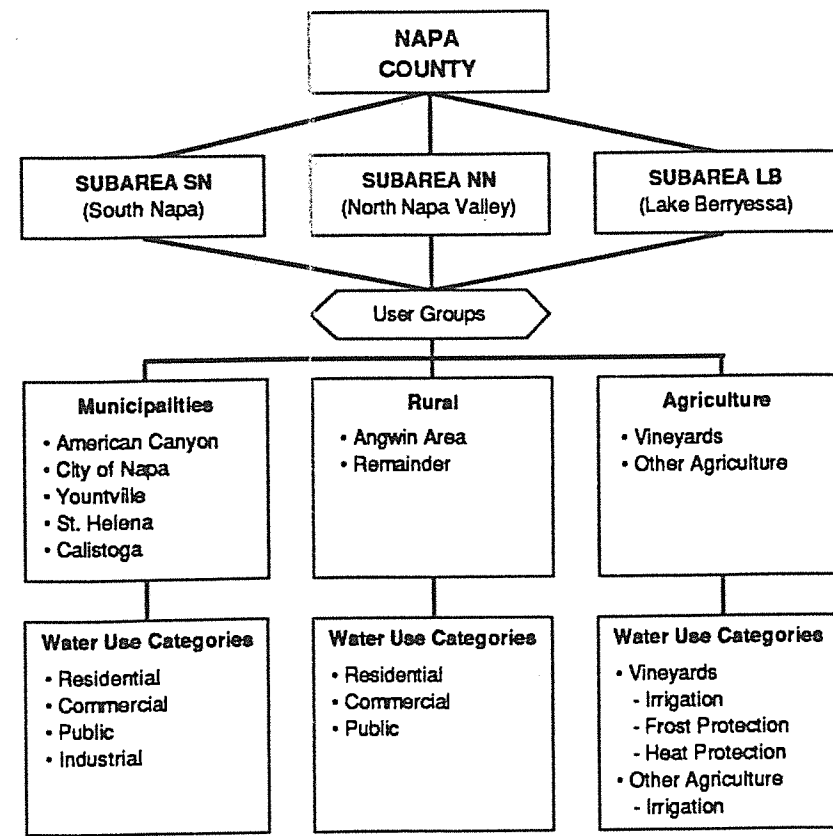 NAPA
COUNTY
SUBAREA SN
(South Napa)
SUBAREA NN
(North Napa Valley)
SUBAREA LB
(Lake Berryessa)
User Groups
Municipalities
• American Canyon
• City of Napa
• Yountville
• St. Helena
• Calistoga
Rural
• Angwin Area
• Remainder
Agriculture
• Vineyards
• Other Agriculture
Water Use Categories
• Residential
• Commercial
• Public
• Industrial
Water Use Categories
• Residential
• Commercial
• Public
Water Use Categories
• Vineyards
- Irrigation
- Frost Protection
- Heat Protection
• Other Agriculture
- Irrigation